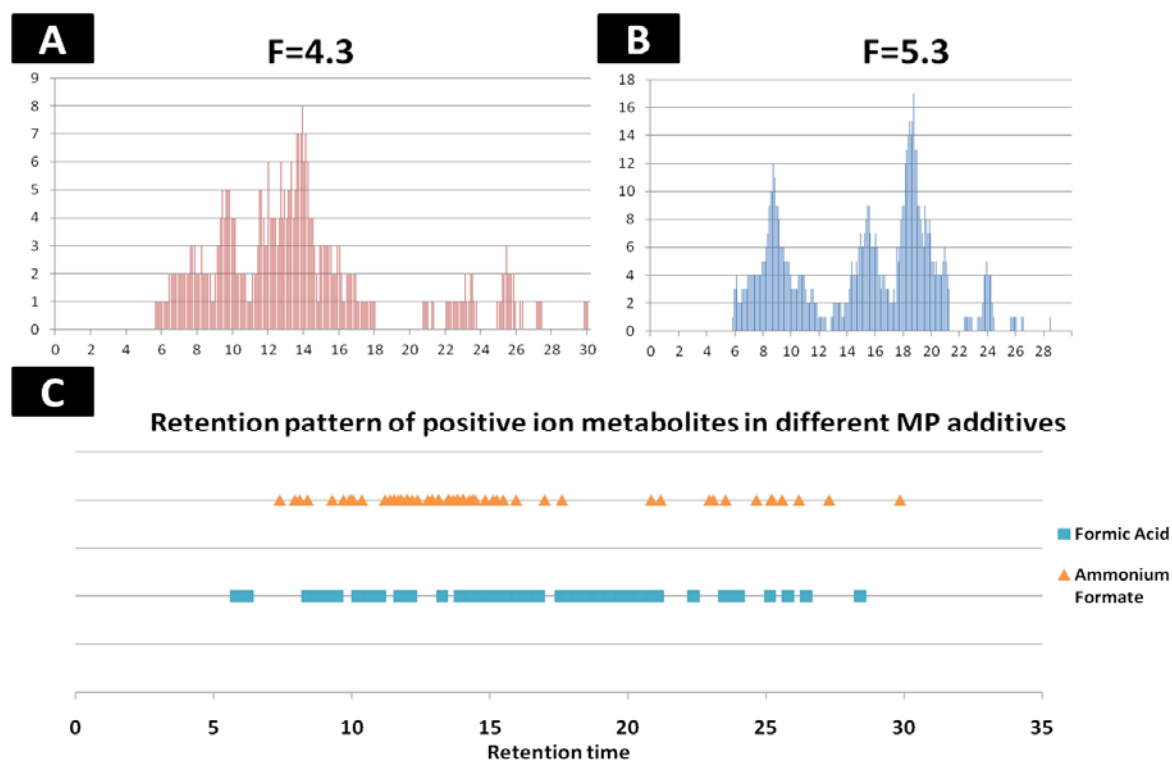 A
F=4.3
9
8
7
6
5
4
3
2
1
0
0 2 4 6 8 10 12 14 16 18 20 22 24 26 28 30
B
F=5.3
18
16
14
12
10
8
6
4
2
0
0 2 4 6 8 10 12 14 16 18 20 22 24 26 28
C
Retention pattern of positive ion metabolites in different MP additives
Formic Acid
Ammonium
Formate
0 5 10 15 20 25 30 35
Retention time